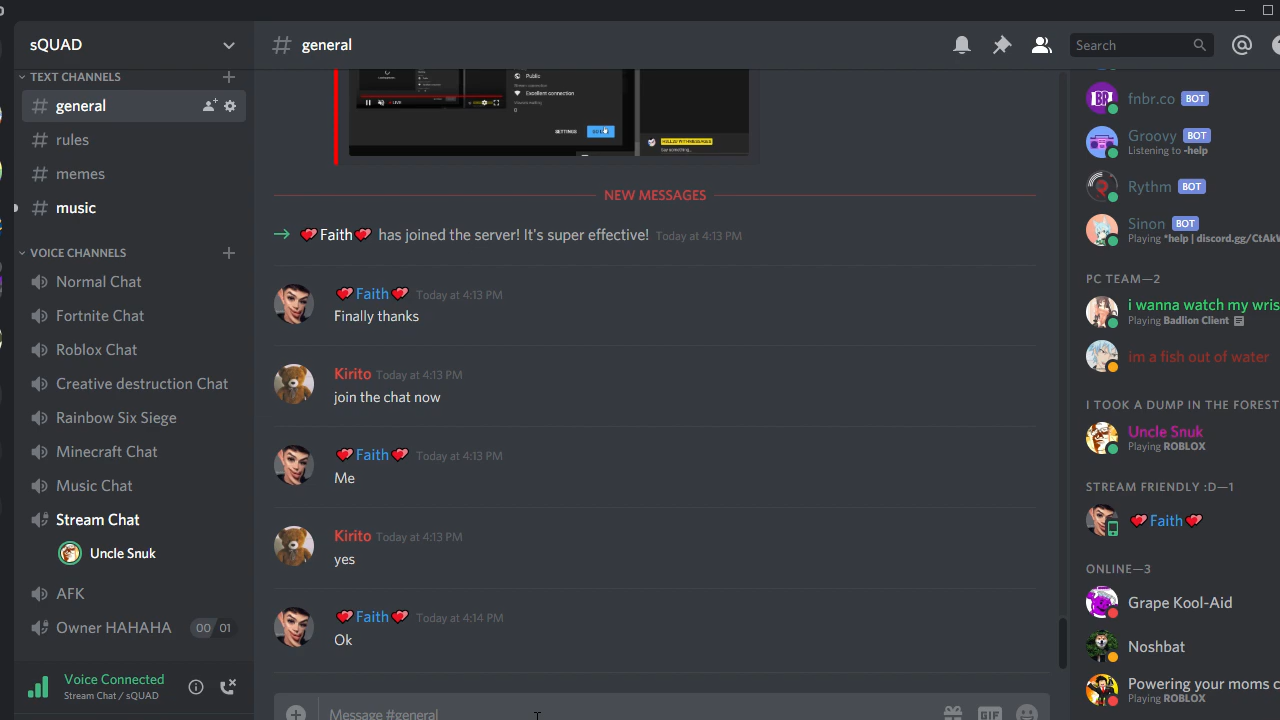 sQUAD
TEXT CHANNELS
general
rules
memes
music
VOICE CHANNELS
Normal Chat
Fortnite Chat
Roblox Chat
Creative destruction Chat
Rainbow Six Siege
Minecraft Chat
Music Chat
Stream Chat
Uncle Snuk
AFK
Owner HAHAHA 00 01
Voice Connected
Stream Chat / sQUAD
# general
Search
Public
Excellent connection
0
SETTINGS
LIVE
NEW MESSAGES
Faith has joined the server! It's super effective! Today at 4:13 PM
Faith Today at 4:13 PM
Finally thanks
Kirito Today at 4:13 PM
join the chat now
Faith Today at 4:13 PM
Me
Kirito Today at 4:13 PM
yes
Faith Today at 4:14 PM
Ok
Message #general
GIF
fnbr.co BOT
Groovy BOT
Listening to -help
Rythm BOT
Sinon BOT
Playing *help | discord.gg/CtAkW
PC TEAM—2
i wanna watch my wris
Playing Badlion Client
im a fish out of water
I TOOK A DUMP IN THE FOREST
Uncle Snuk
Playing ROBLOX
STREAM FRIENDLY :D—1
Faith
ONLINE—3
Grape Kool-Aid
Noshbat
Powering your moms c
Playing ROBLOX